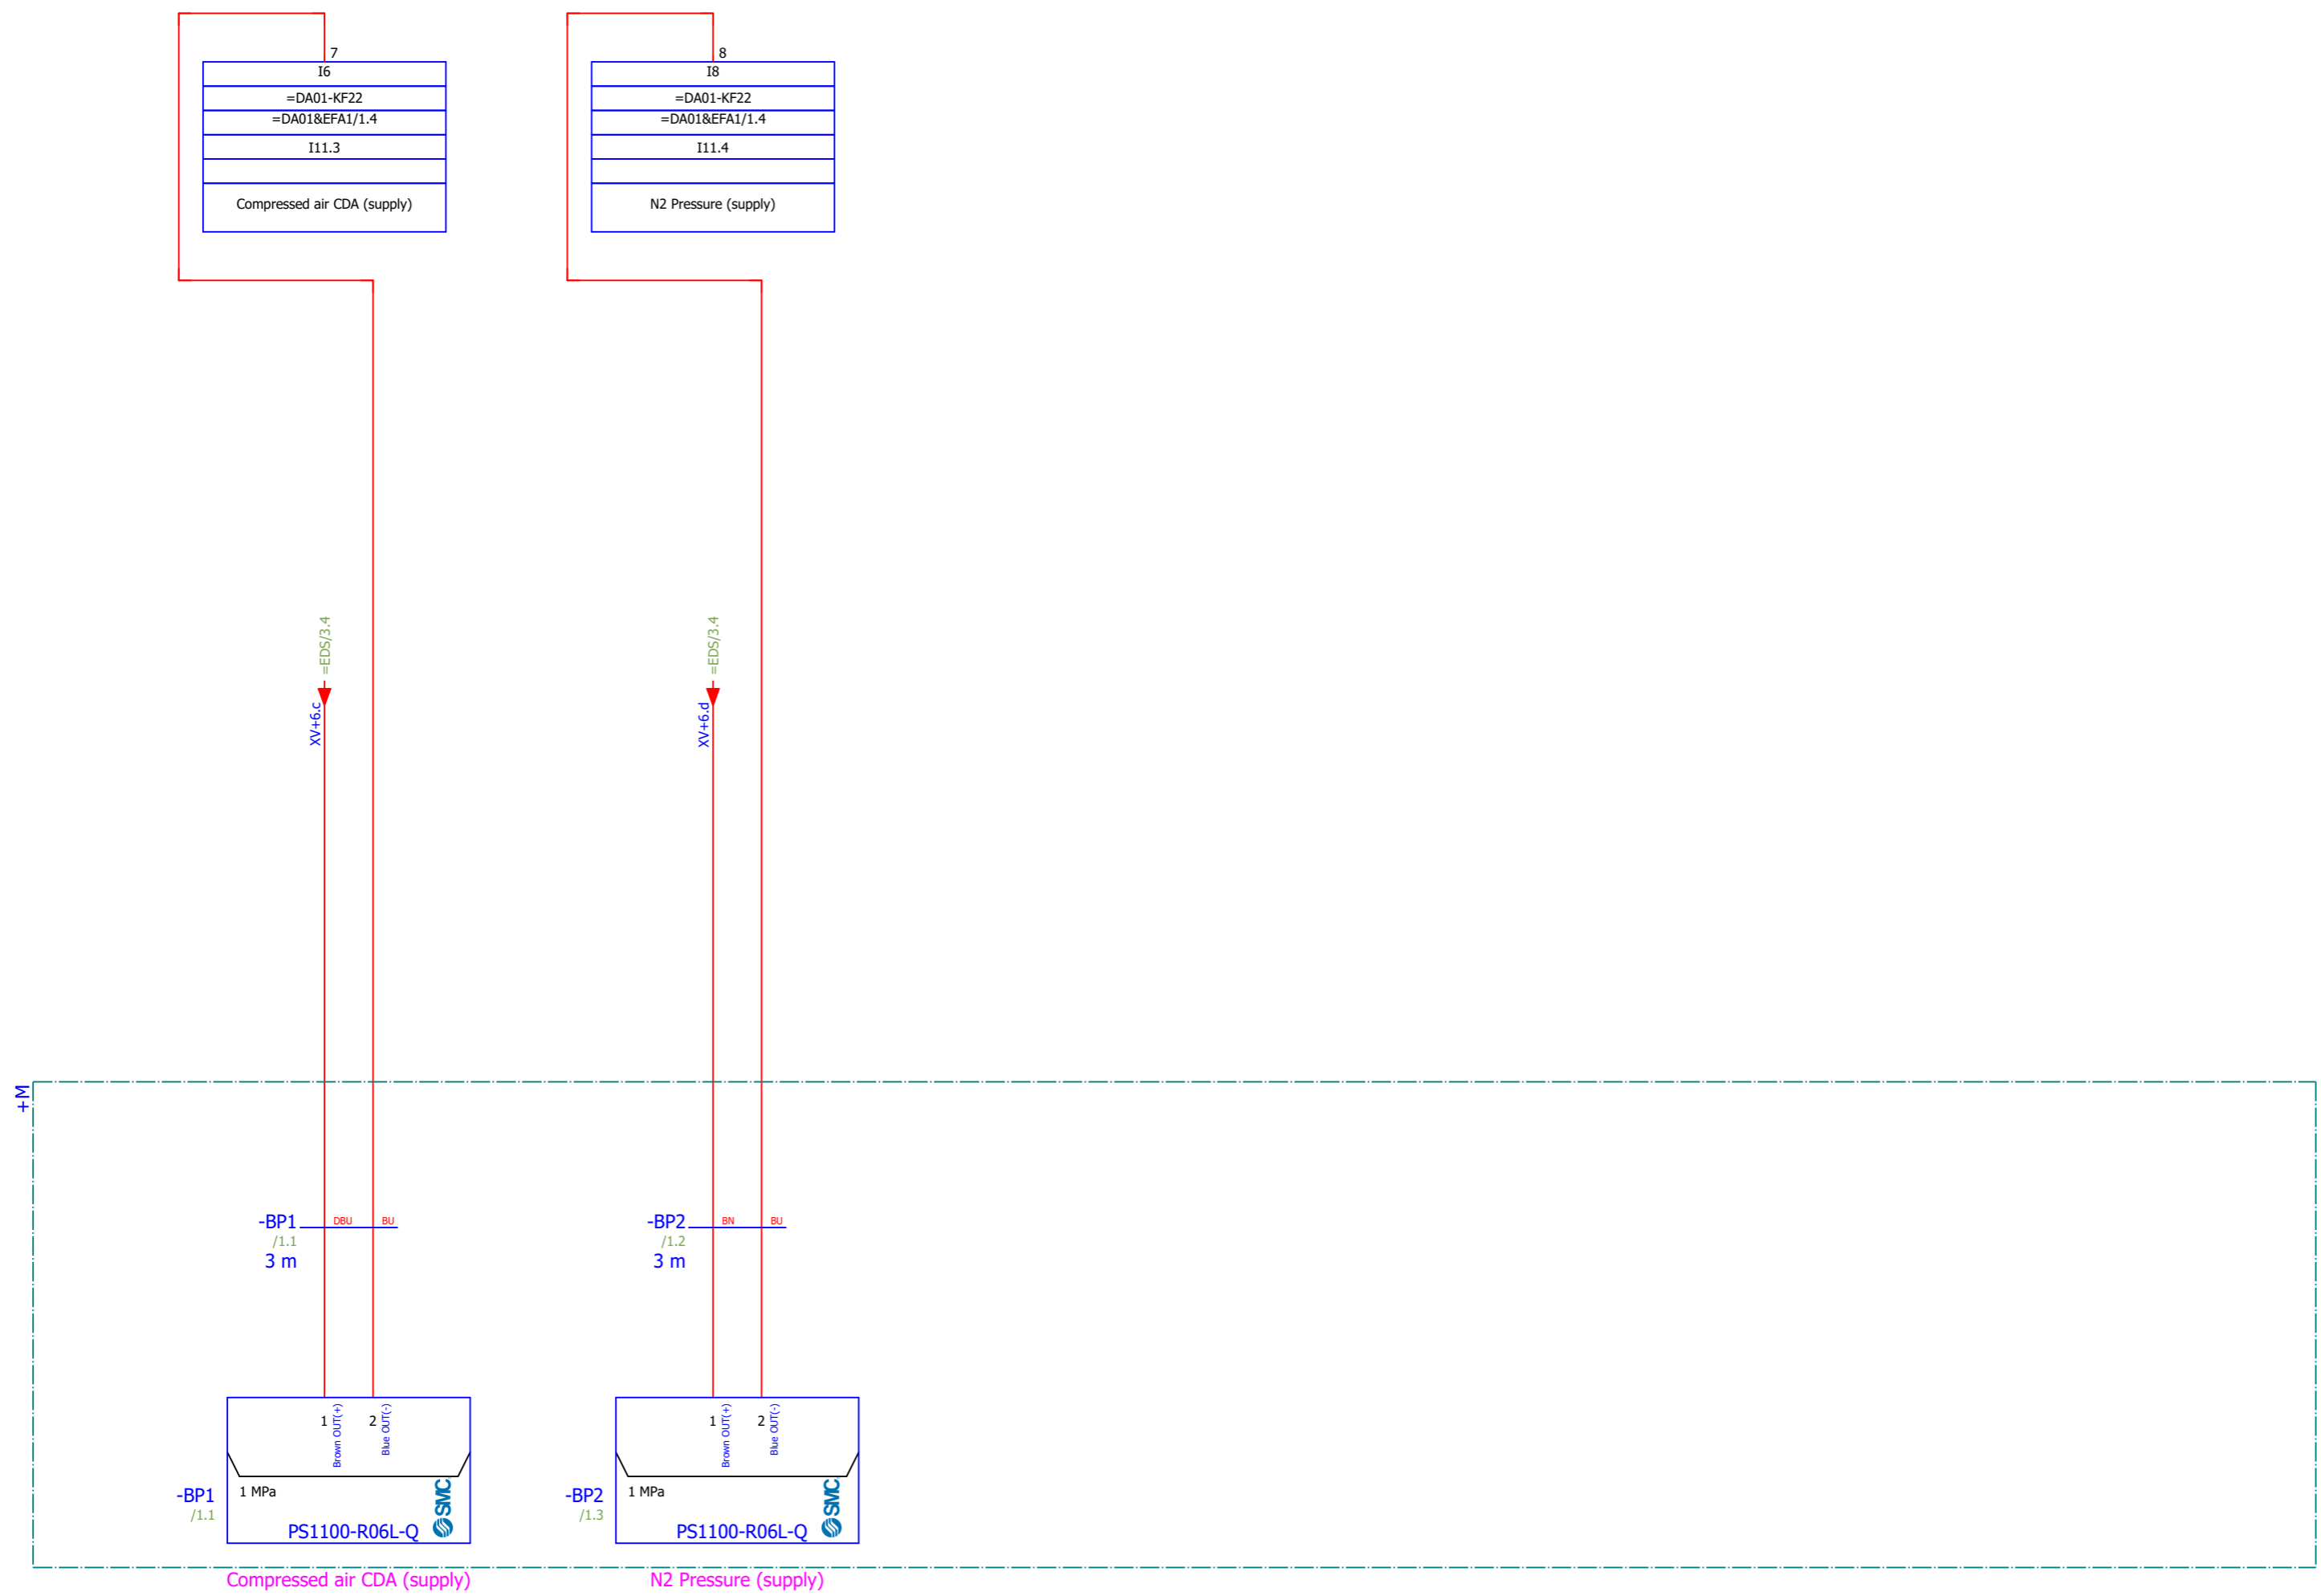 7
I6
=DA01-KF22
=DA01&EFA1/1.4
I11.3
Compressed air CDA (supply)
8
I8
=DA01-KF22
=DA01&EFA1/1.4
I11.4
N2 Pressure (supply)
=EDS/3.4
XV+6.c
=EDS/3.4
XV+6.d
+M
-BP1
DBU
BU
/1.1
3 m
-BP2
BN
BU
/1.2
3 m
1
Brown OUT(+)
2
Blue OUT(-)
-BP1
/1.1
1 MPa
SMC
PS1100-R06L-Q
Compressed air CDA (supply)
1
Brown OUT(+)
2
Blue OUT(-)
-BP2
/1.3
1 MPa
SMC
PS1100-R06L-Q
N2 Pressure (supply)